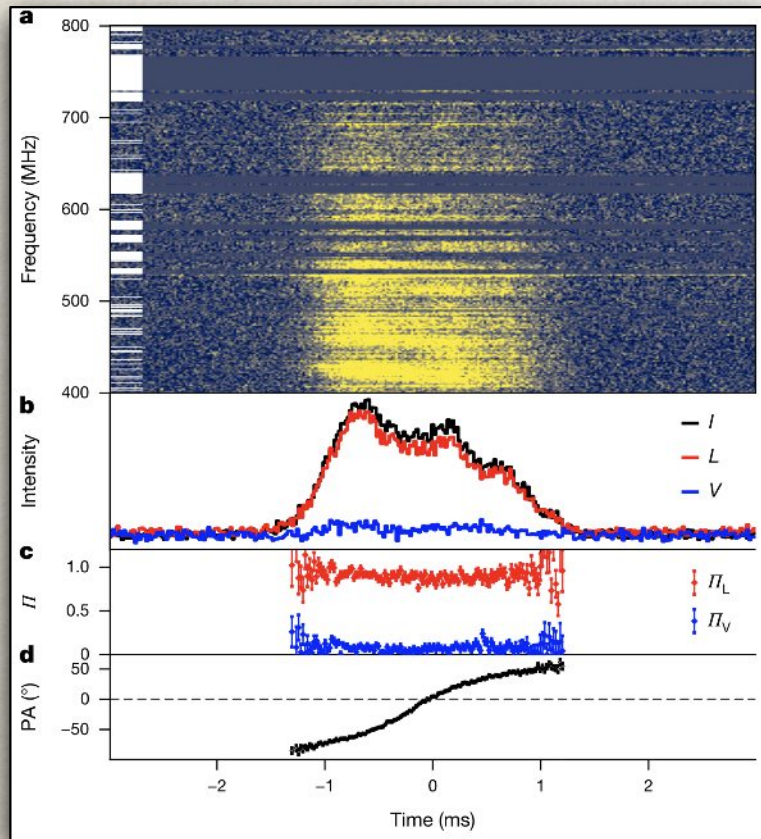 a
800
700
600
500
400
Frequency (MHz)
b
Intensity
I
L
V
c
1.0
0.5
0
Π
Π_L
Π_V
d
50
0
−50
PA (°)
−2
−1
0
1
2
Time (ms)